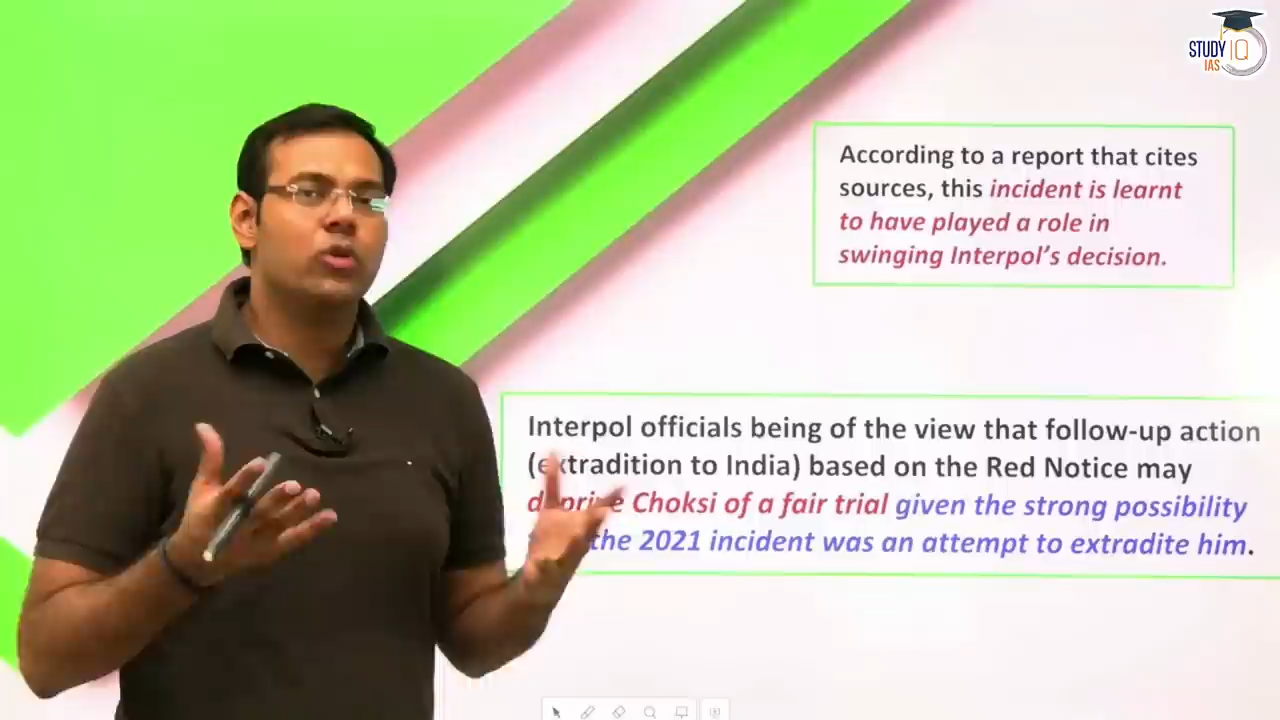 STUDY IQ
IAS
According to a report that cites
sources, this incident is learnt
to have played a role in
swinging Interpol's decision.
Interpol officials being of the view that follow-up action
(extradition to India) based on the Red Notice may
deprive Choksi of a fair trial given the strong possibility
the 2021 incident was an attempt to extradite him.